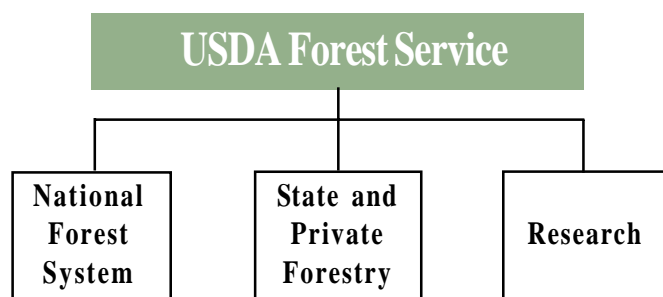 USDA Forest Service
National
Forest
System
State and
Private
Forestry
Research